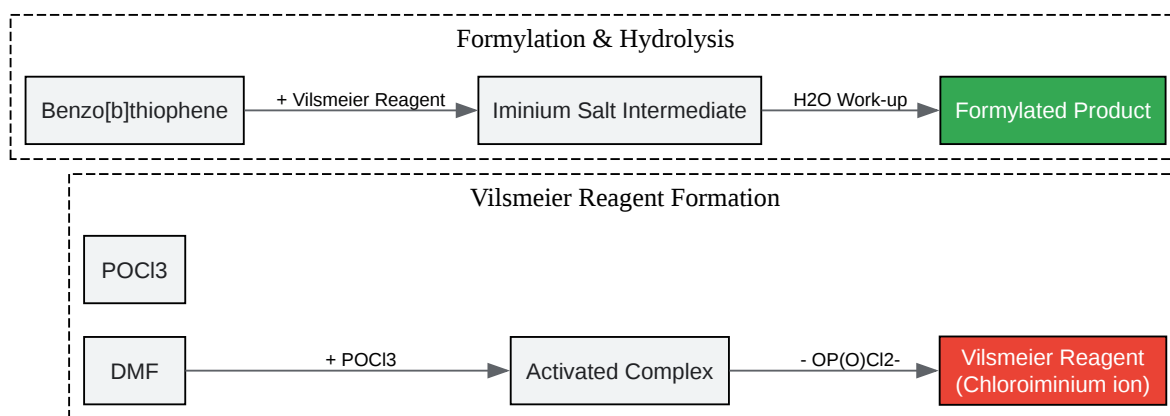 Formylation & Hydrolysis
Benzo[b]thiophene
+ Vilsmeier Reagent
Iminium Salt Intermediate
H2O Work-up
Formylated Product
Vilsmeier Reagent Formation
POCl3
DMF
+ POCl3
Activated Complex
- OP(O)Cl2-
Vilsmeier Reagent
(Chloroiminium ion)